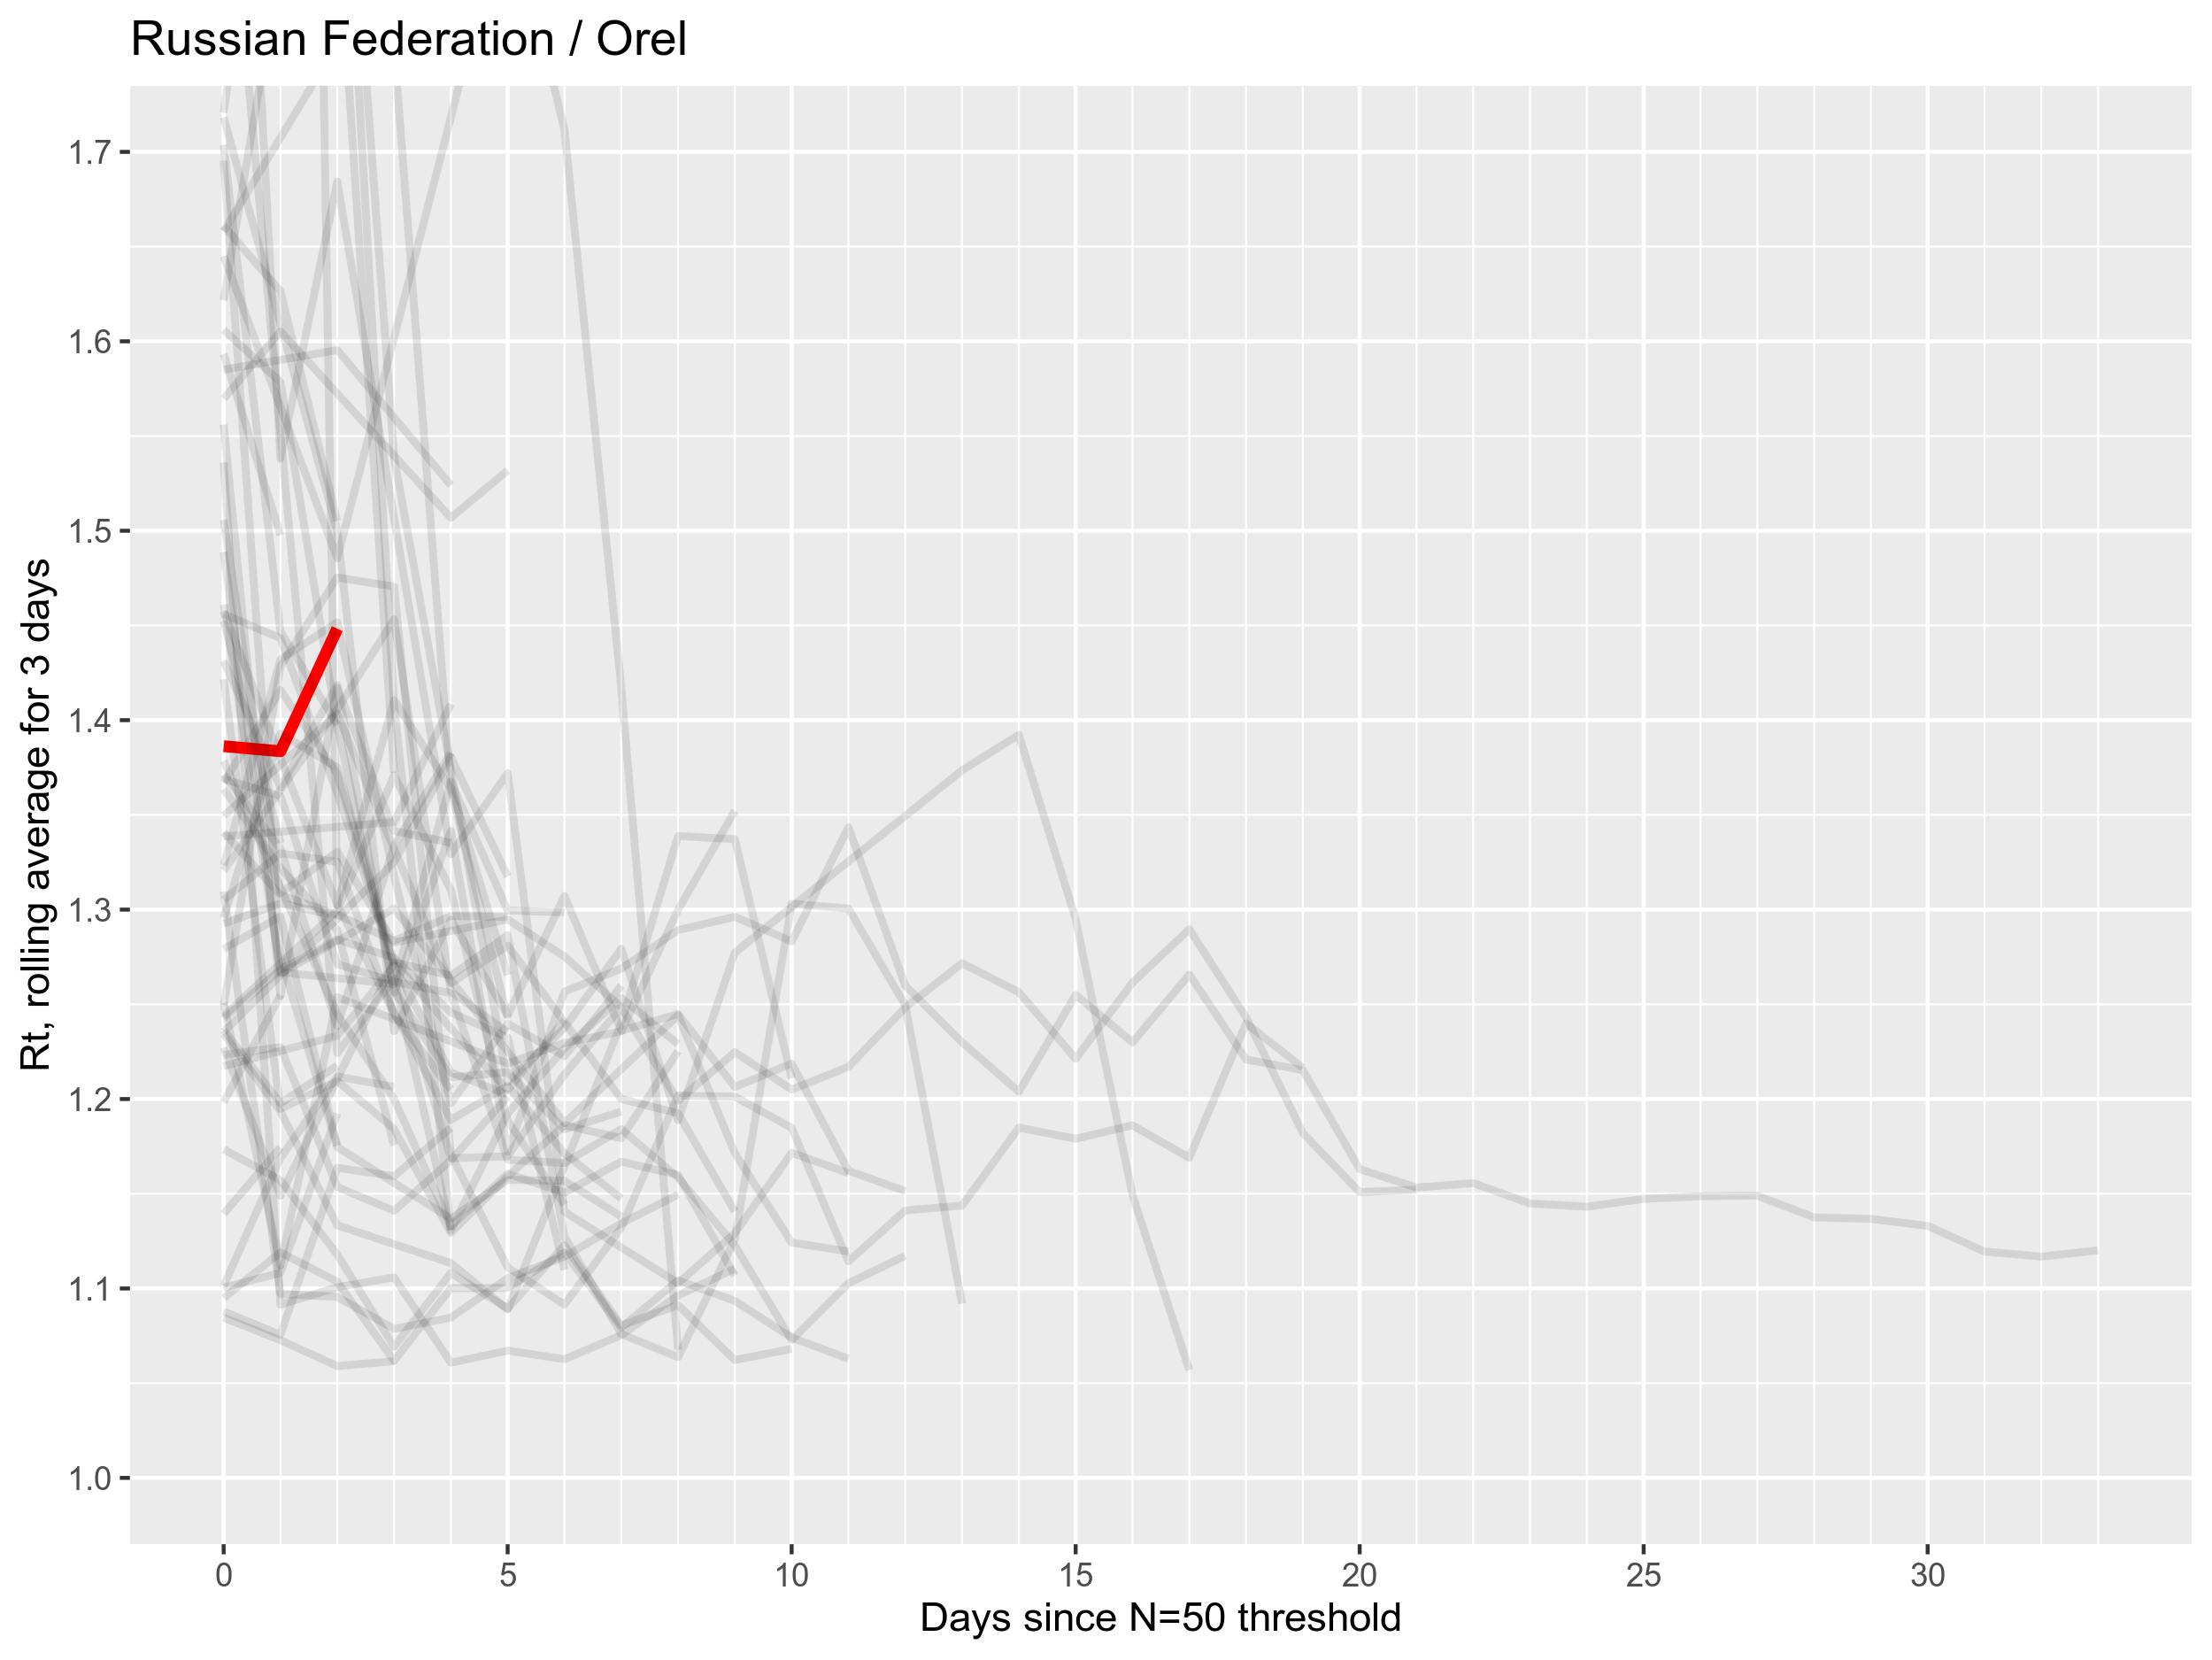 Russian Federation / Orel
Rt, rolling average for 3 days
1.7
1.6
1.5
1.4
1.3
1.2
1.1
1.0
0 5 10 15 20 25 30
Days since N=50 threshold